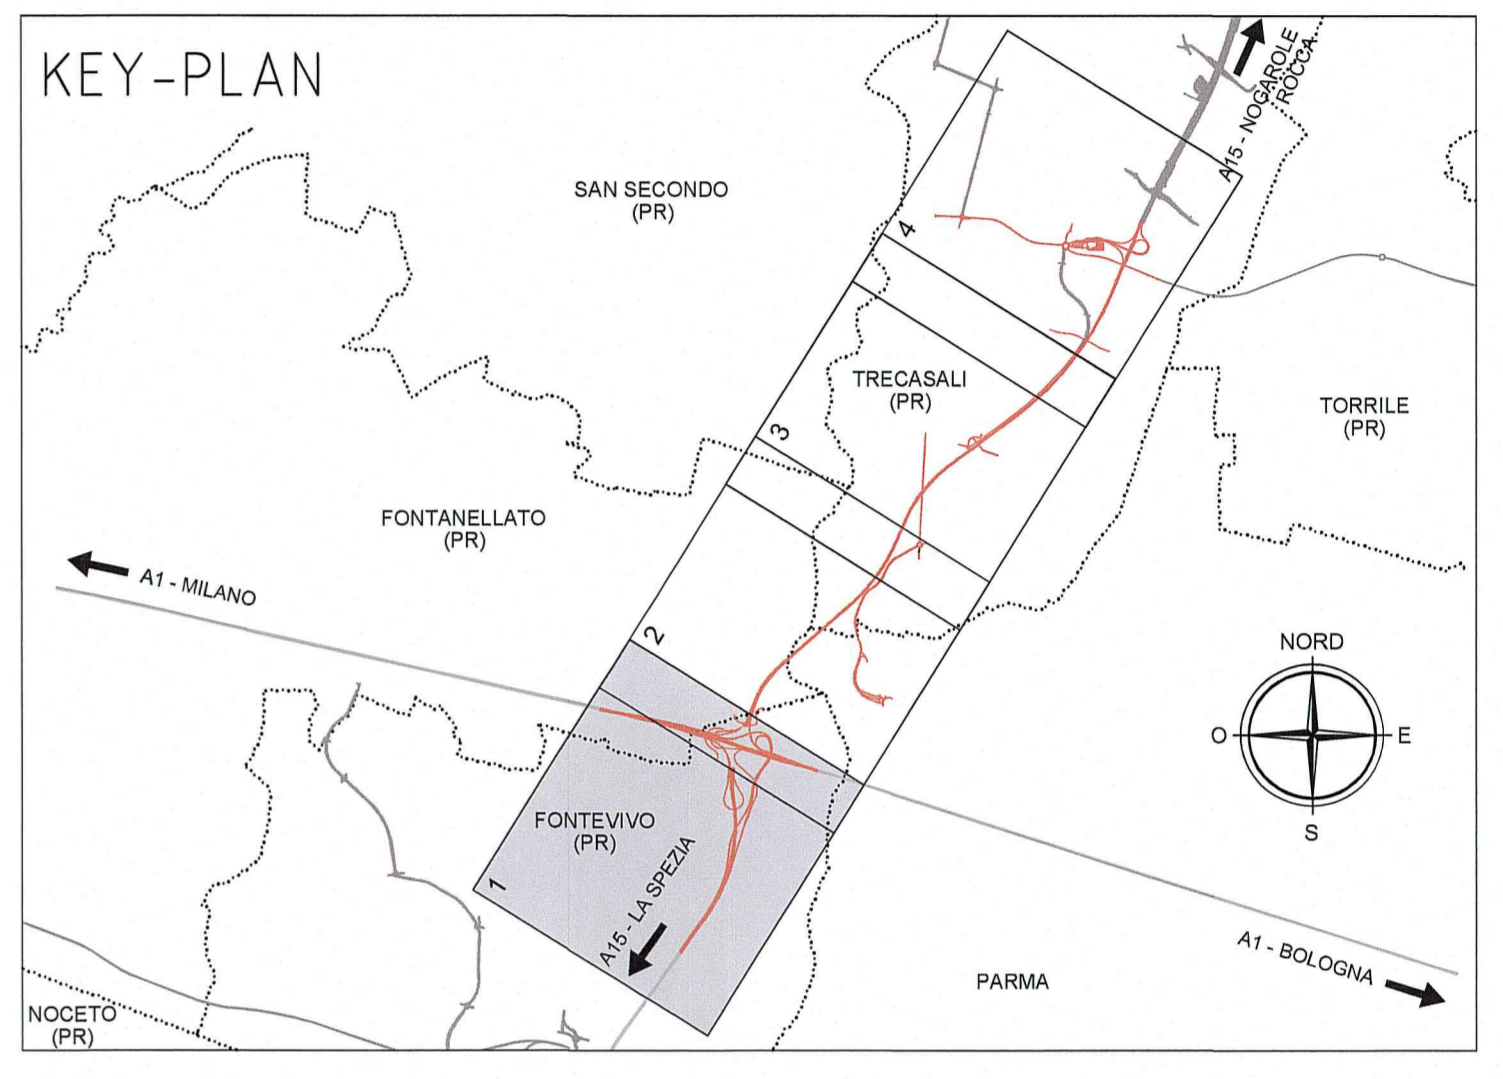 KEY-PLAN
A15 - NOGAROLE
ROCCA
SAN SECONDO
(PR)
4
TRECASALI
(PR)
TORRILE
(PR)
3
FONTANELLATO
(PR)
A1 - MILANO
2
NORD
O
E
S
FONTEVIVO
(PR)
1
A15 - LA SPEZIA
A1 - BOLOGNA
PARMA
NOCETO
(PR)